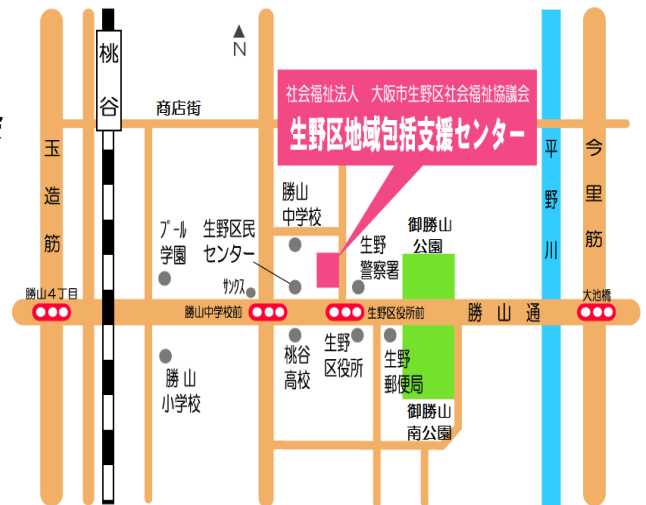 桃谷
N
商店街
社会福祉法人　大阪市生野区社会福祉協議会
生野区地域包括支援センター
玉造筋
平野川
今里筋
勝山
中学校
プール
学園
生野区民
センター
御勝山
公園
生野
警察署
サンクス
勝山4丁目
大池橋
勝山中学校前
生野区役所前
勝山通
桃谷
高校
生野
区役所
生野
郵便局
勝山
小学校
御勝山
南公園